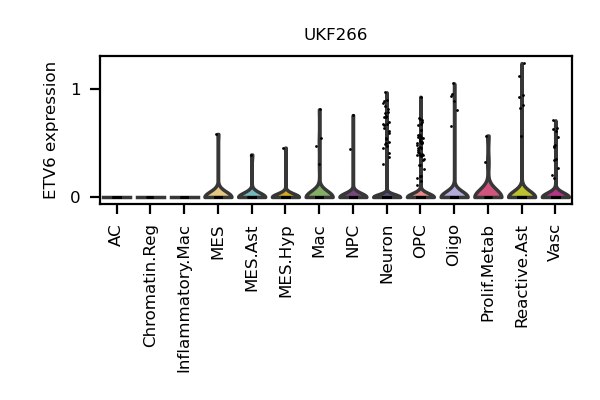 UKF266
ETV6 expression
1
0
AC
Chromatin.Reg
Inflammatory.Mac
MES
MES.Ast
MES.Hyp
Mac
NPC
Neuron
OPC
Oligo
Prolif.Metab
Reactive.Ast
Vasc